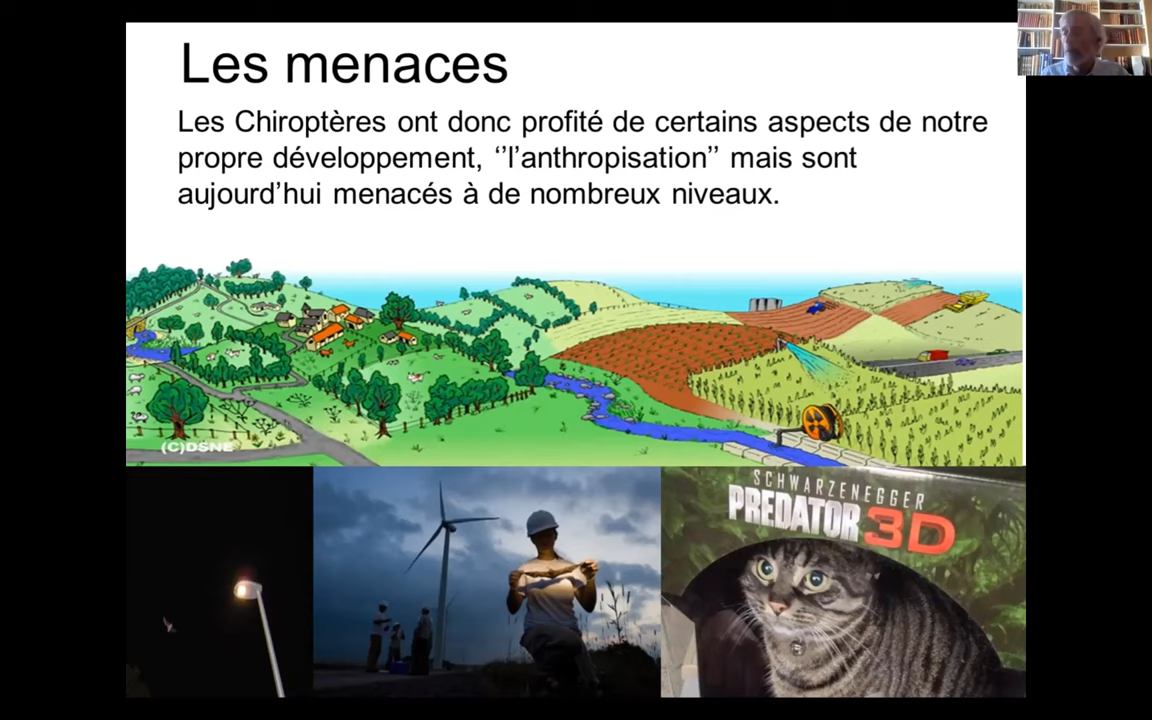 Les menaces
Les Chiroptères ont donc profité de certains aspects de notre
propre développement, ‘’l’anthropisation’’ mais sont
aujourd’hui menacés à de nombreux niveaux.
(C)DSNE
SCHWARZENEGGER
PREDATOR 3D